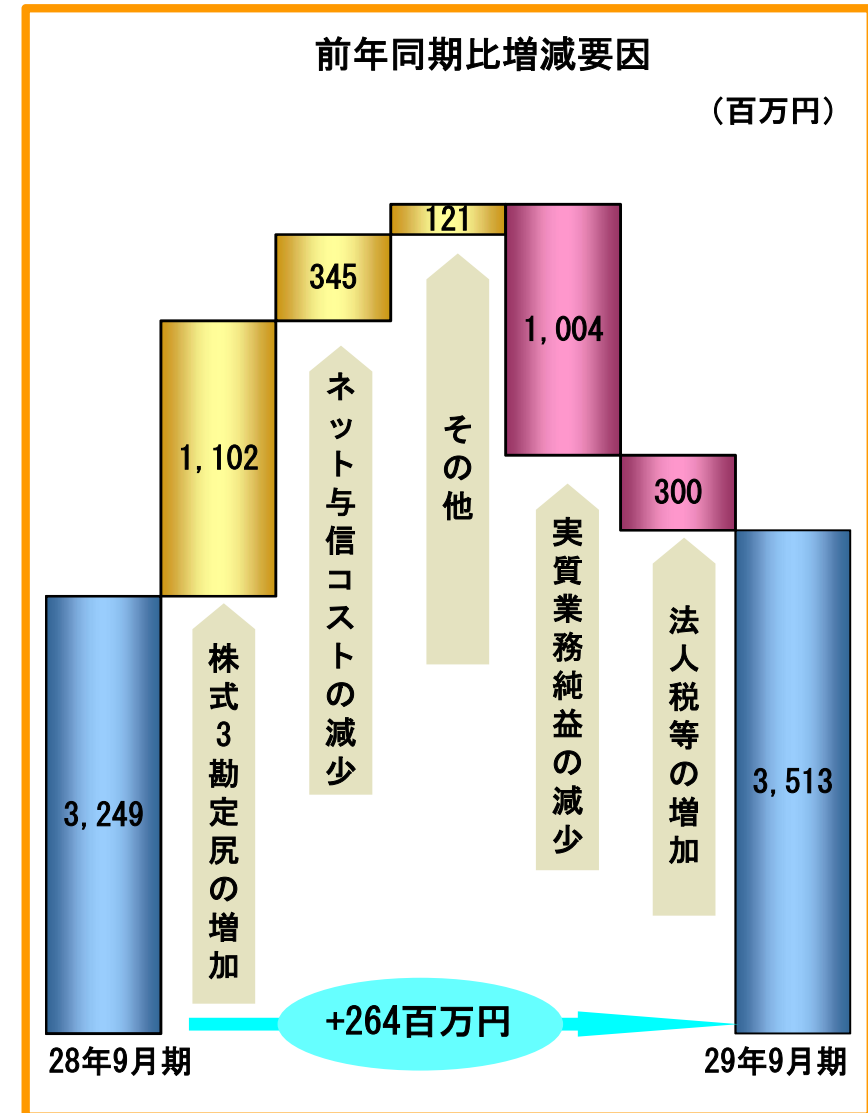 前年同期比増減要因
（百万円）
121
345
1,004
1,102
300
3,249
3,513
株式3勘定尻の増加
ネット与信コストの減少
その他
実質業務純益の減少
法人税等の増加
+264百万円
28年9月期
29年9月期